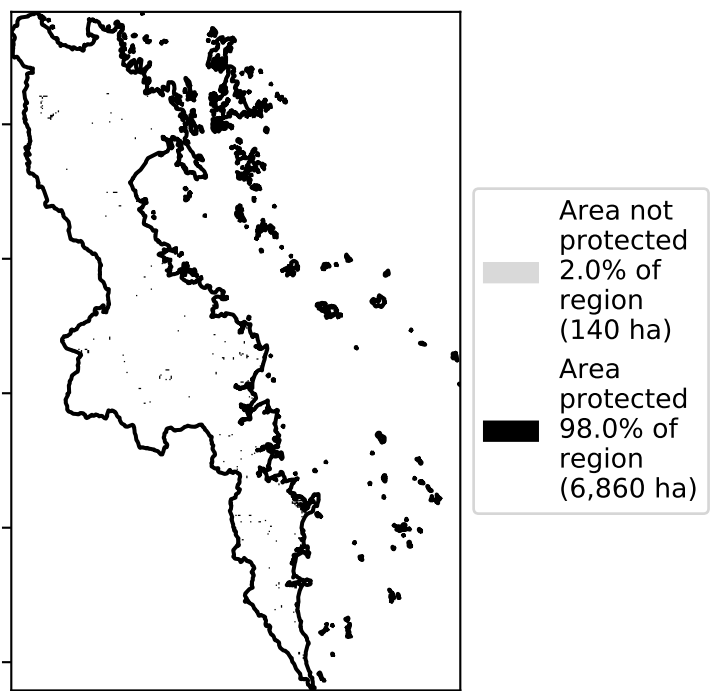 Area not
protected
2.0% of
region
(140 ha)
Area
protected
98.0% of
region
(6,860 ha)